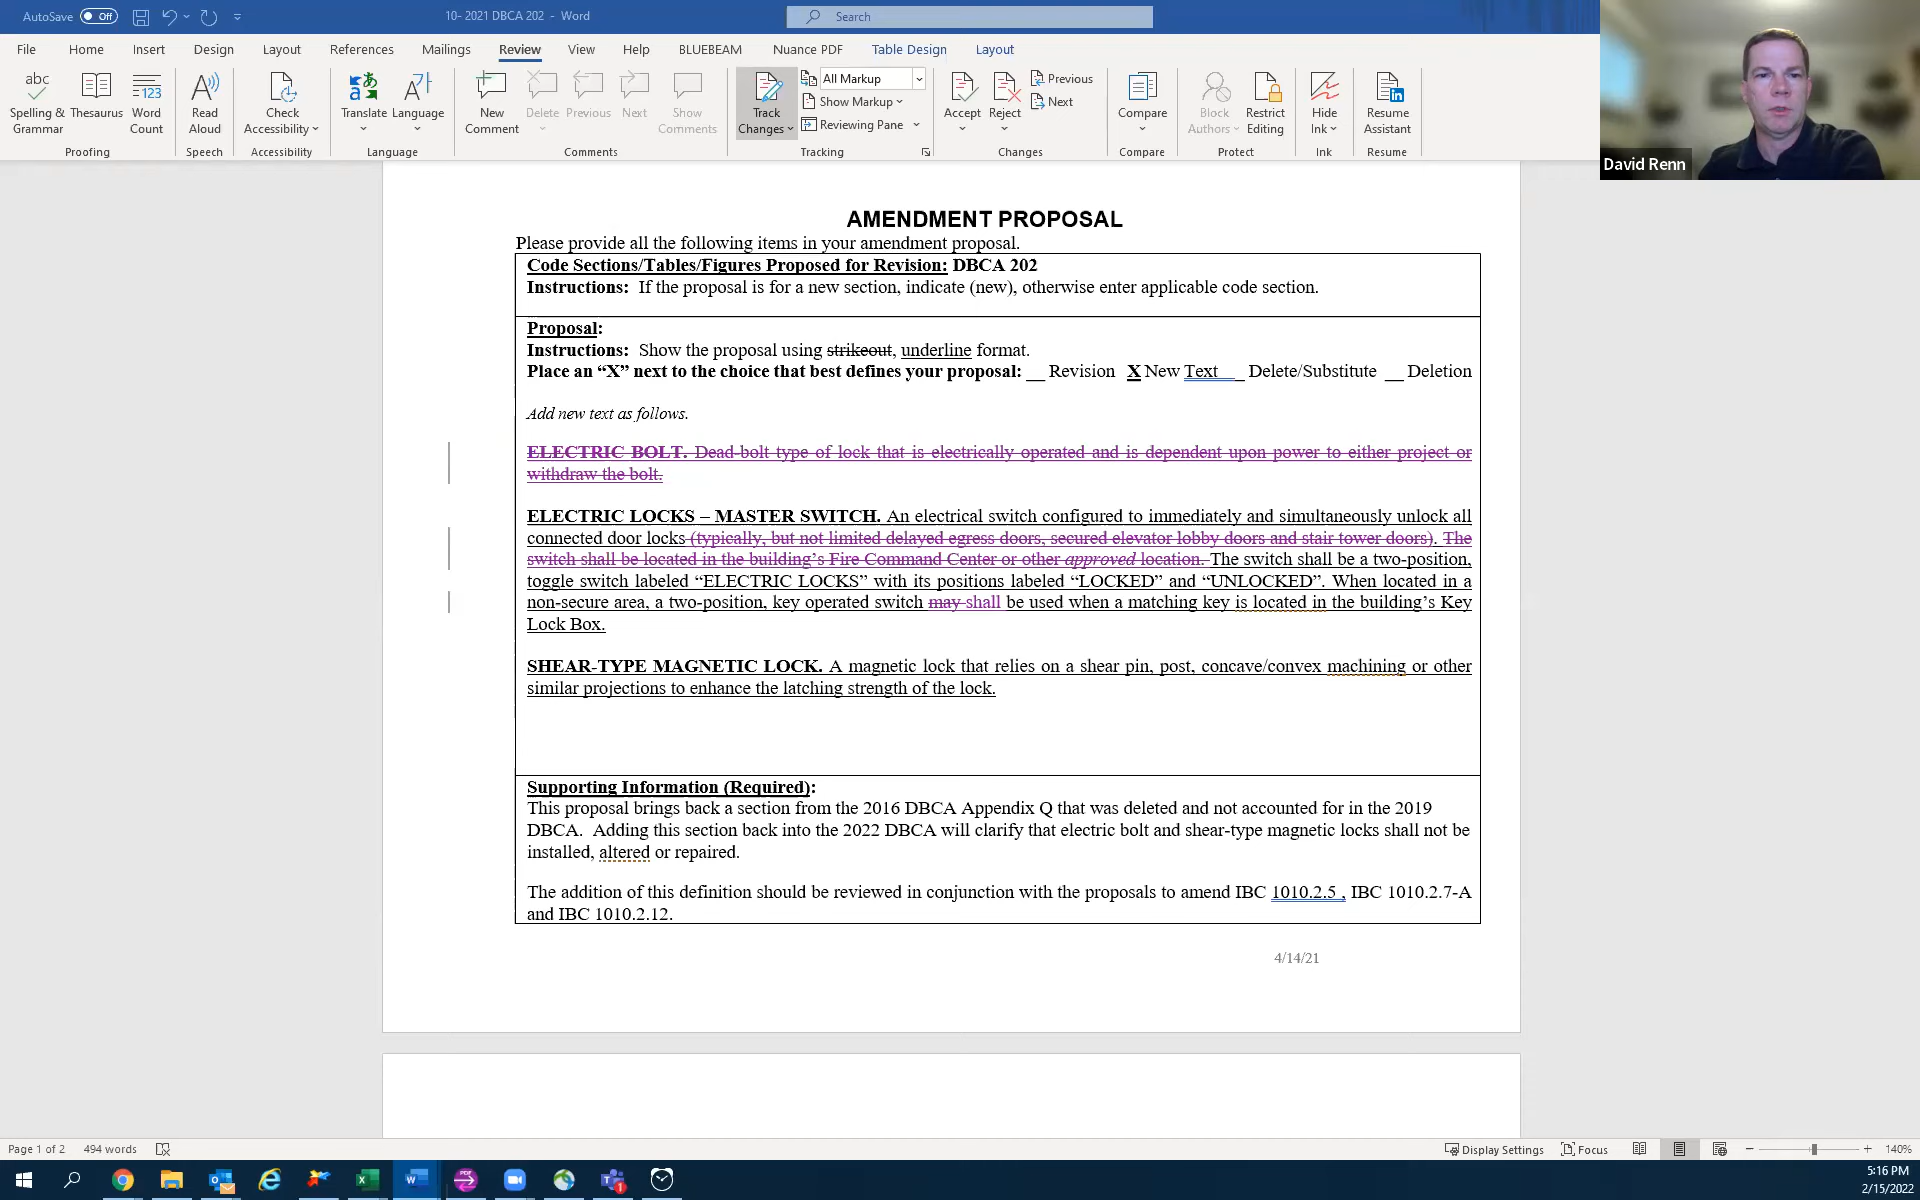 AutoSave Off 10- 2021 DBCA 202 - Word Search
File Home Insert Design Layout References Mailings Review View Help BLUEBEAM Nuance PDF Table Design Layout
abc 123 A))
Spelling & Grammar Thesaurus Word Count Read Aloud Check Accessibility Translate Language New Comment Delete Previous Next Show Comments Track Changes All Markup Show Markup Reviewing Pane Accept Reject Previous Next Compare Block Authors Restrict Editing Hide Ink Resume Assistant
Proofing Speech Accessibility Language Comments Tracking Changes Compare Protect Ink Resume
David Renn
AMENDMENT PROPOSAL
Please provide all the following items in your amendment proposal.
Code Sections/Tables/Figures Proposed for Revision: DBCA 202
Instructions: If the proposal is for a new section, indicate (new), otherwise enter applicable code section.
Proposal:
Instructions: Show the proposal using strikeout, underline format.
Place an “X” next to the choice that best defines your proposal: __ Revision X New Text __ Delete/Substitute __ Deletion
Add new text as follows.
ELECTRIC BOLT. Dead-bolt type of lock that is electrically operated and is dependent upon power to either project or
withdraw the bolt.
ELECTRIC LOCKS – MASTER SWITCH. An electrical switch configured to immediately and simultaneously unlock all
connected door locks (typically, but not limited delayed egress doors, secured elevator lobby doors and stair tower doors). The
switch shall be located in the building’s Fire Command Center or other approved location. The switch shall be a two-position,
toggle switch labeled “ELECTRIC LOCKS” with its positions labeled “LOCKED” and “UNLOCKED”. When located in a
non-secure area, a two-position, key operated switch may shall be used when a matching key is located in the building’s Key
Lock Box.
SHEAR-TYPE MAGNETIC LOCK. A magnetic lock that relies on a shear pin, post, concave/convex machining or other
similar projections to enhance the latching strength of the lock.
Supporting Information (Required):
This proposal brings back a section from the 2016 DBCA Appendix Q that was deleted and not accounted for in the 2019
DBCA. Adding this section back into the 2022 DBCA will clarify that electric bolt and shear-type magnetic locks shall not be
installed, altered or repaired.
The addition of this definition should be reviewed in conjunction with the proposals to amend IBC 1010.2.5 , IBC 1010.2.7-A
and IBC 1010.2.12.
4/14/21
Page 1 of 2 494 words Display Settings Focus 140%
5:16 PM
2/15/2022